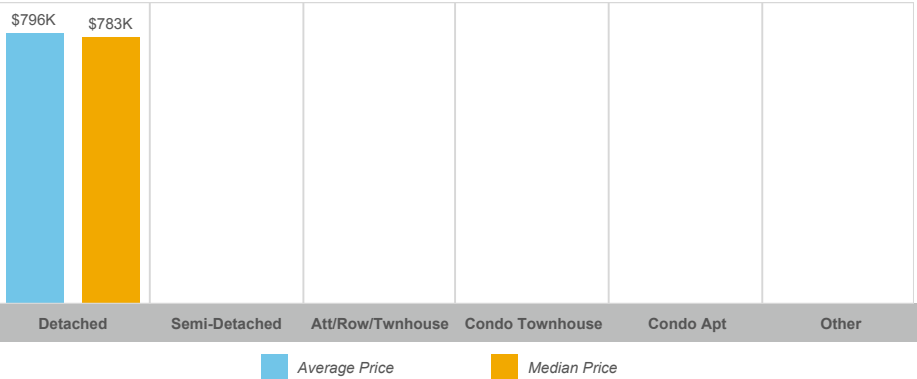 $796K
$783K
Detached Semi-Detached Att/Row/Twnhouse Condo Townhouse Condo Apt Other
Average Price Median Price